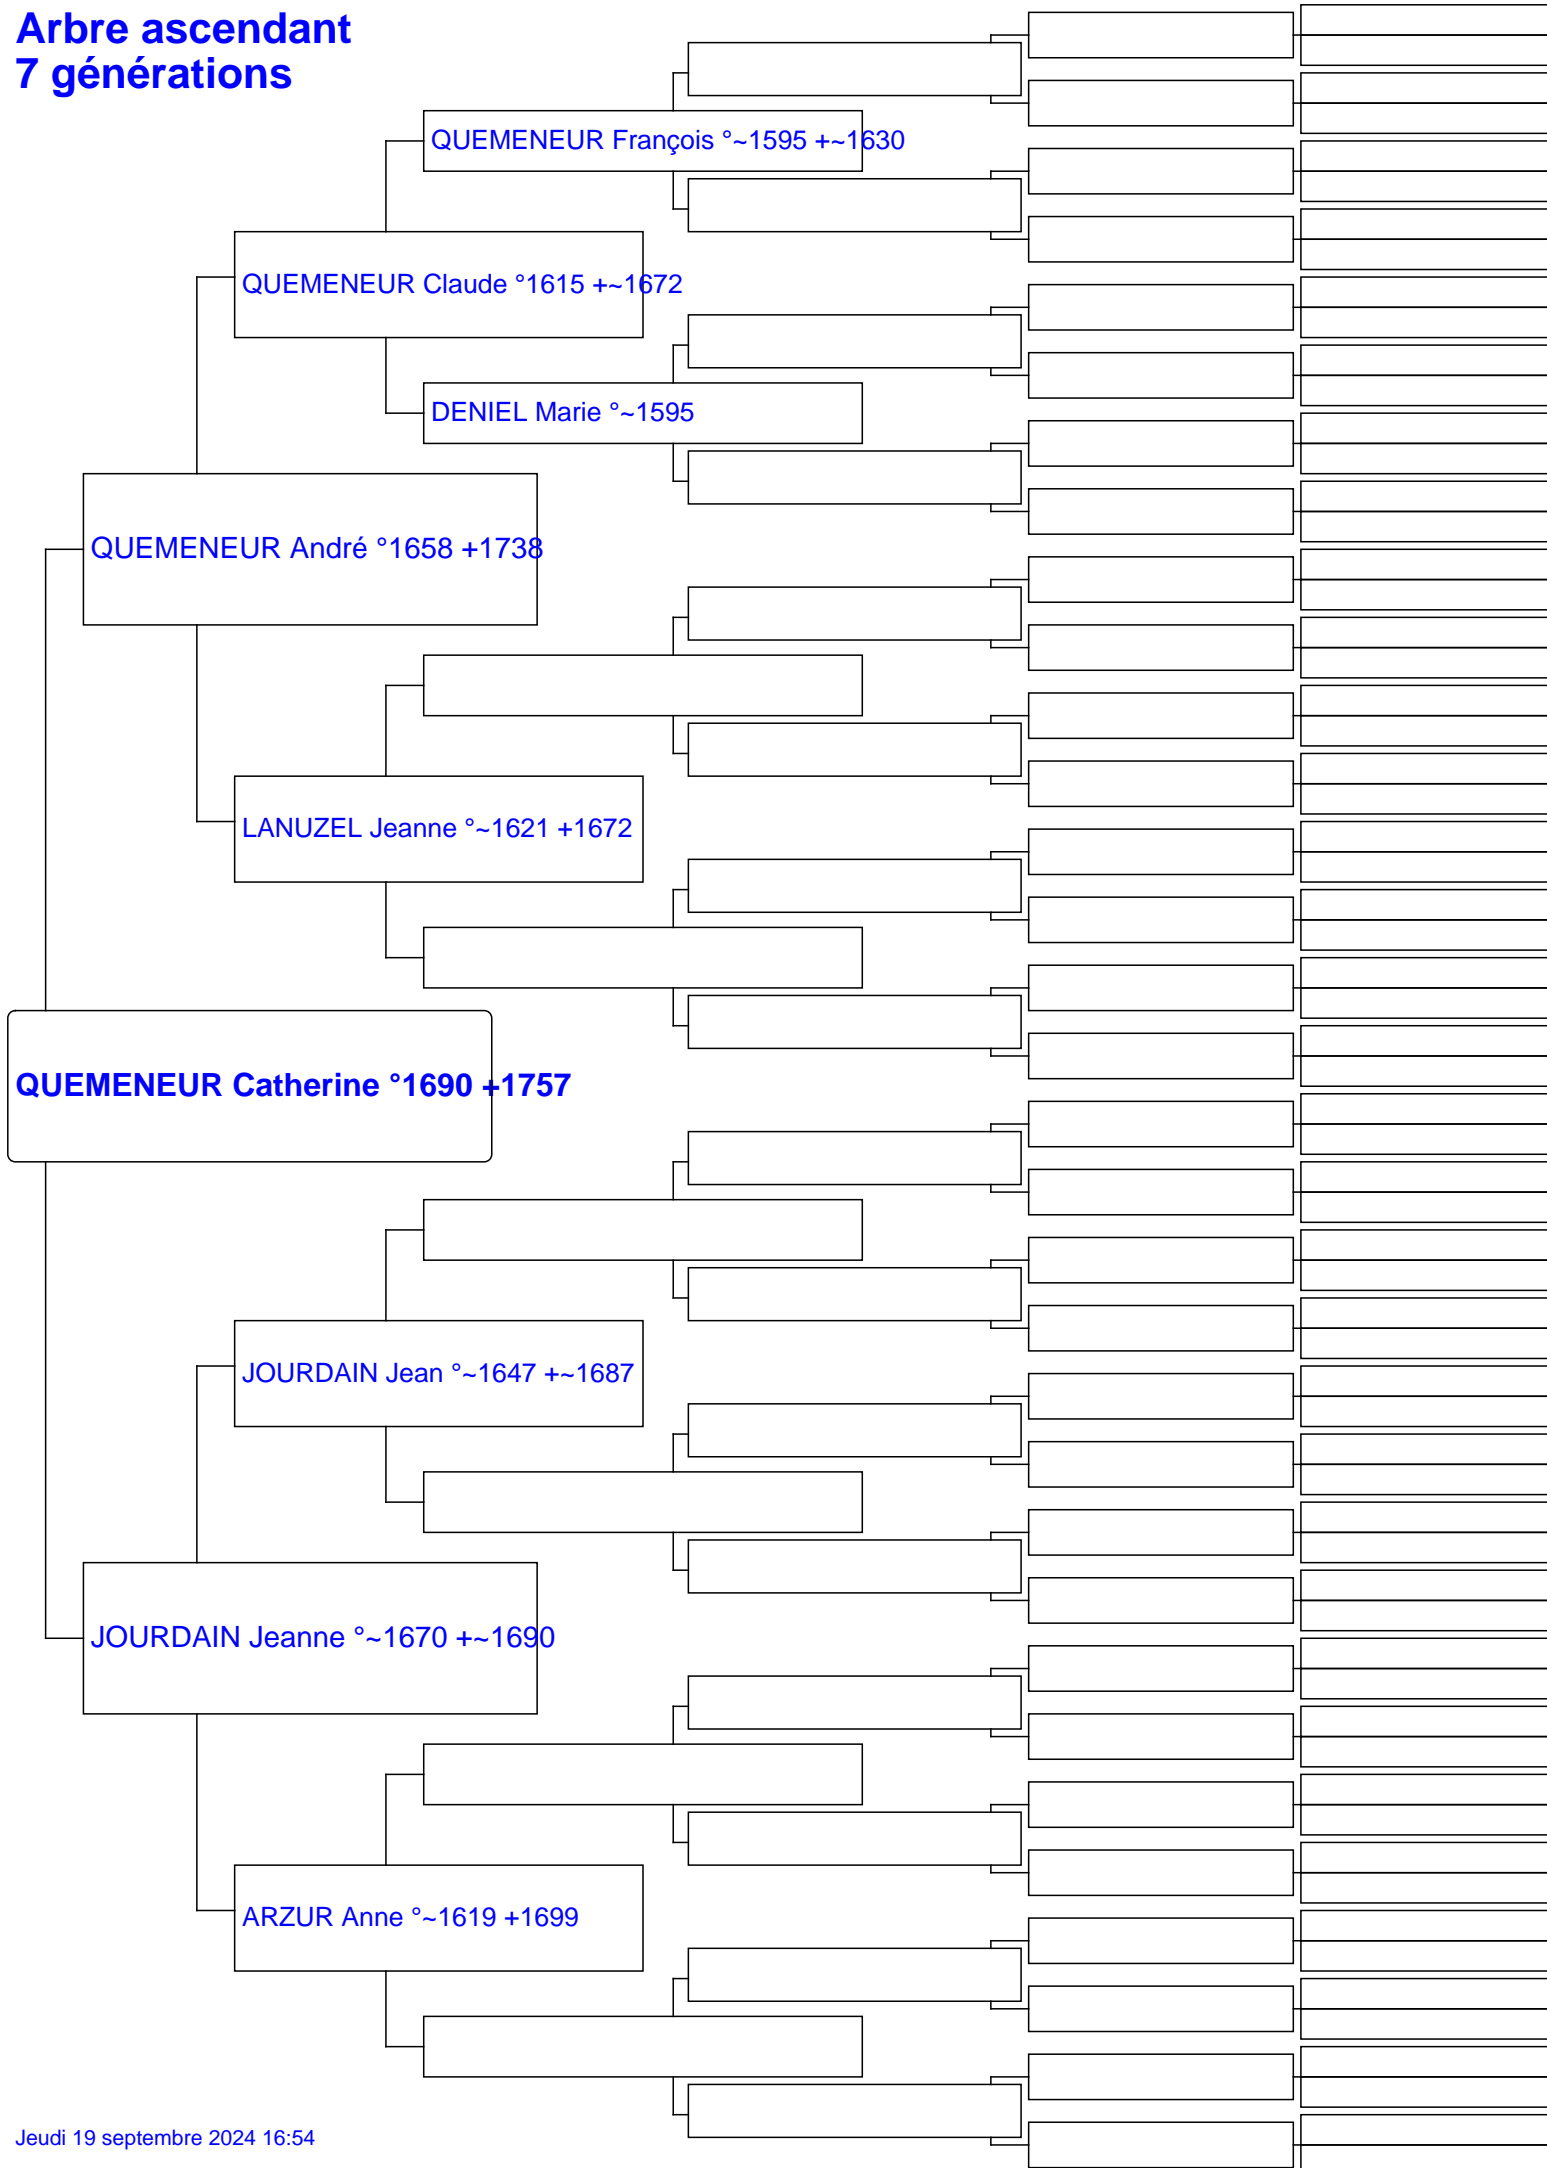 Arbre ascendant
7 générations
QUEMENEUR François °~1595 +~1630
QUEMENEUR Claude °1615 +~1672
DENIEL Marie °~1595
QUEMENEUR André °1658 +1738
LANUZEL Jeanne °~1621 +1672
QUEMENEUR Catherine °1690 +1757
JOURDAIN Jean °~1647 +~1687
JOURDAIN Jeanne °~1670 +~1690
ARZUR Anne °~1619 +1699
Jeudi 19 septembre 2024 16:54